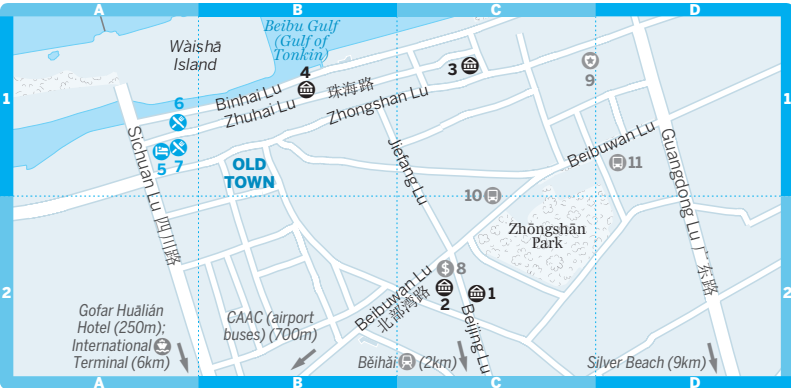 A
B
C
D
1
1
2
2
Wàishā
Island
Beibu Gulf
(Gulf of
Tonkin)
4
3
9
6
Binhai Lu
珠海路
Zhuhai Lu
Zhongshan Lu
5
7
OLD
TOWN
Sichuan Lu 四川路
Jiefang Lu
Beibuwan Lu
11
10
Guangdong Lu 广东路
Zhōngshān
Park
8
Beibuwan Lu
北部湾路
2
1
Beijing Lu
Gofar Huálián
Hotel (250m);
International
Terminal (6km)
CAAC (airport
buses) (700m)
Běihǎi (2km)
Silver Beach (9km)
A
B
C
D